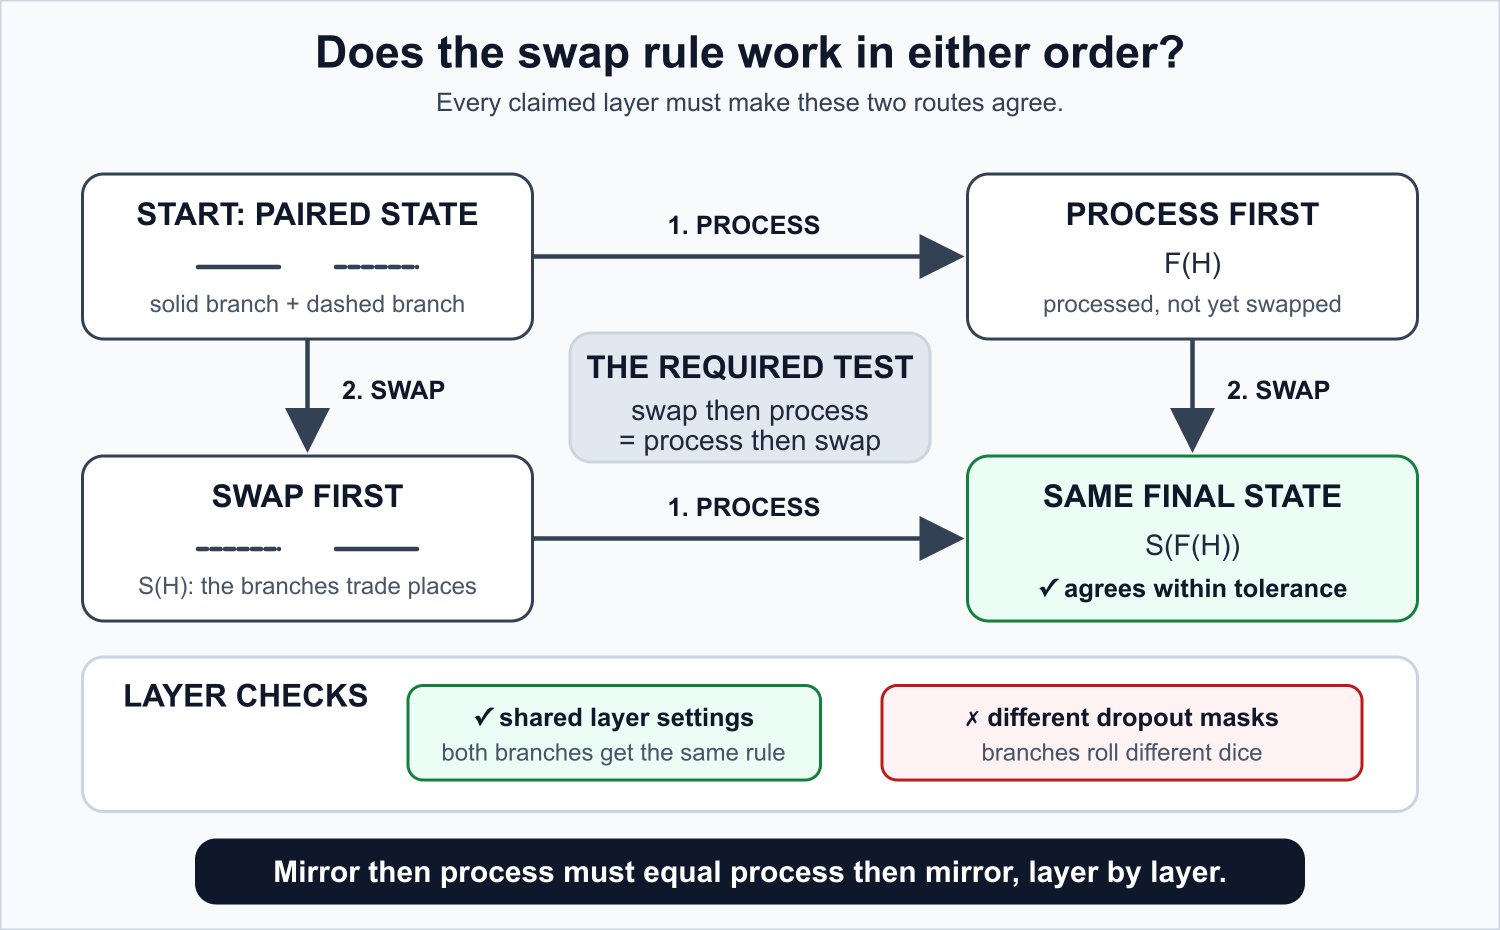 Does the swap rule work in either order?
Every claimed layer must make these two routes agree.
START: PAIRED STATE
solid branch + dashed branch
1. PROCESS
PROCESS FIRST
F(H)
processed, not yet swapped
2. SWAP
THE REQUIRED TEST
swap then process
= process then swap
2. SWAP
SWAP FIRST
S(H): the branches trade places
1. PROCESS
SAME FINAL STATE
S(F(H))
✓ agrees within tolerance
LAYER CHECKS
✓ shared layer settings
both branches get the same rule
✗ different dropout masks
branches roll different dice
Mirror then process must equal process then mirror, layer by layer.